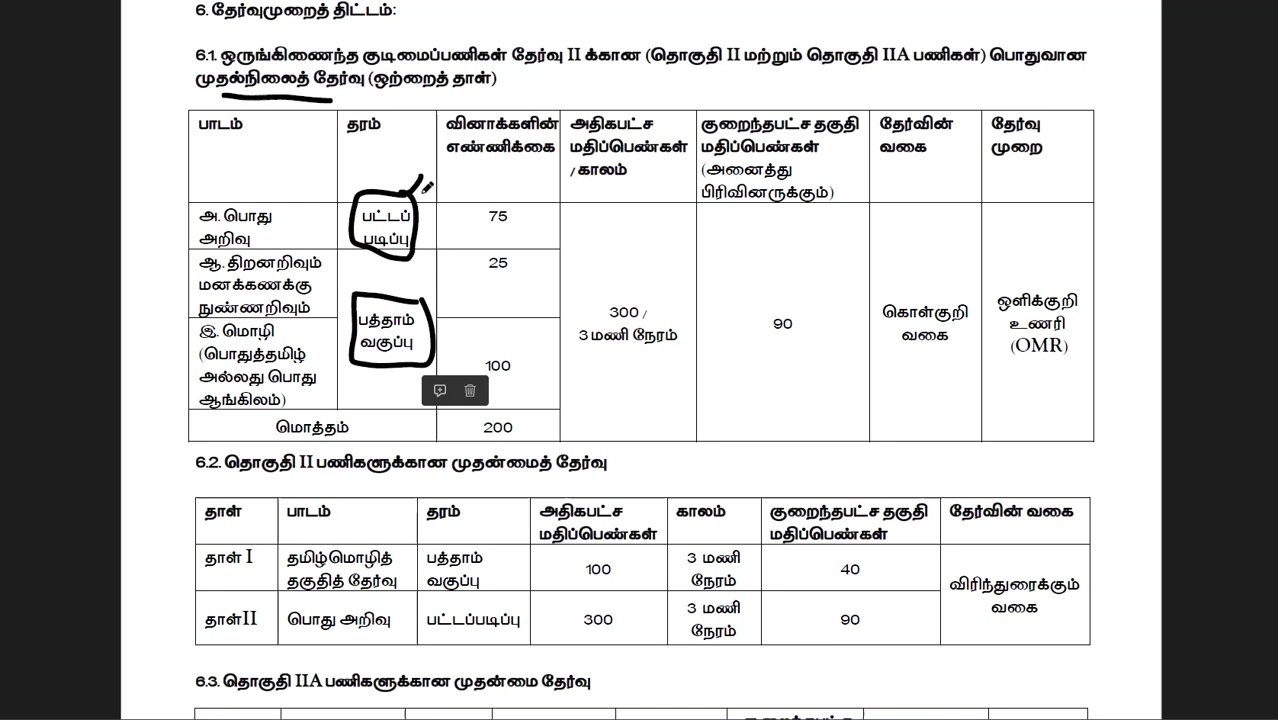 6. தேர்வுமுறைத் திட்டம்:
6.1. ஒருங்கிணைந்த குடிமைப்பணிகள் தேர்வு II க்கான (தொகுதி II மற்றும் தொகுதி IIA பணிகள்) பொதுவான
முதல்நிலைத் தேர்வு (ஒற்றைத் தாள்)
பாடம்
தரம்
வினாக்களின்
எண்ணிக்கை
அதிகபட்ச
மதிப்பெண்கள்
/ காலம்
குறைந்தபட்ச தகுதி
மதிப்பெண்கள்
(அனைத்து
பிரிவினருக்கும்)
தேர்வின்
வகை
தேர்வு
முறை
அ. பொது
அறிவு
பட்டப்
படிப்பு
75
ஆ. திறனறிவும்
மனக்கணக்கு
நுண்ணறிவும்
25
பத்தாம்
வகுப்பு
இ. மொழி
(பொதுத்தமிழ்
அல்லது பொது
ஆங்கிலம்)
100
300 /
3 மணி நேரம்
90
கொள்குறி
வகை
ஒளிக்குறி
உணரி
(OMR)
மொத்தம்
200
6.2. தொகுதி II பணிகளுக்கான முதன்மைத் தேர்வு
தாள்
பாடம்
தரம்
அதிகபட்ச
மதிப்பெண்கள்
காலம்
குறைந்தபட்ச தகுதி
மதிப்பெண்கள்
தேர்வின் வகை
தாள் I
தமிழ்மொழித்
தகுதித் தேர்வு
பத்தாம்
வகுப்பு
100
3 மணி
நேரம்
40
விரிந்துரைக்கும்
வகை
தாள்II
பொது அறிவு
பட்டப்படிப்பு
300
3 மணி
நேரம்
90
6.3. தொகுதி IIA பணிகளுக்கான முதன்மை தேர்வு